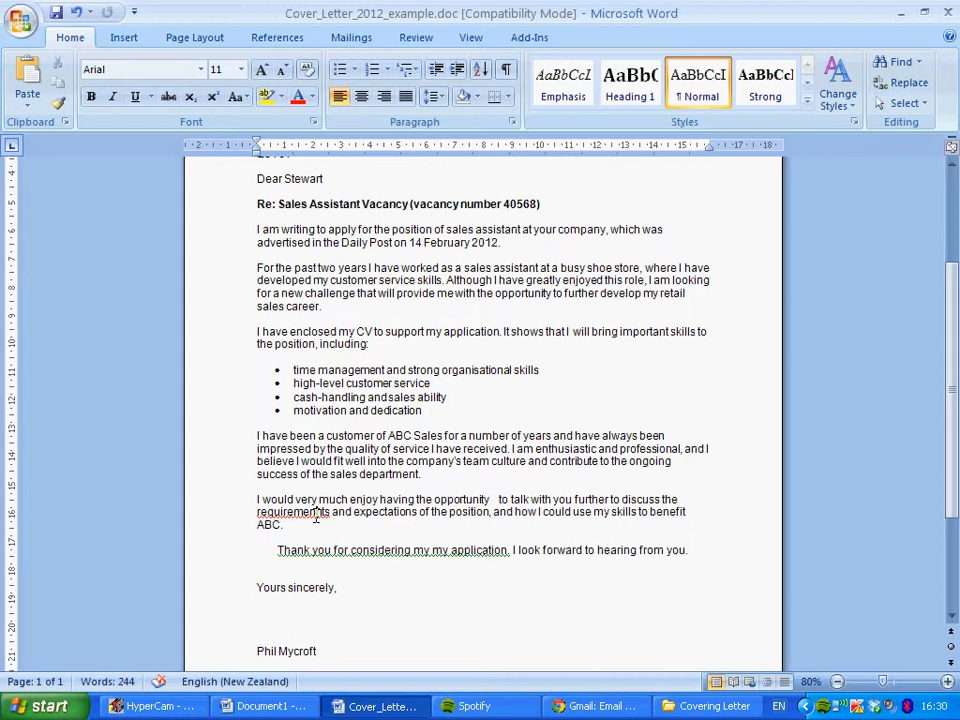 Cover_Letter_2012_example.doc [Compatibility Mode] - Microsoft Word
Home Insert Page Layout References Mailings Review View Add-Ins
Paste Arial 11 AaBbCcI AaBbC AaBbCcI AaBbCcl Find
Replace
Emphasis Heading 1 ¶ Normal Strong Change Styles Select
Clipboard Font Paragraph Styles Editing
Dear Stewart
Re: Sales Assistant Vacancy (vacancy number 40568)
I am writing to apply for the position of sales assistant at your company, which was
advertised in the Daily Post on 14 February 2012.
For the past two years I have worked as a sales assistant at a busy shoe store, where I have
developed my customer service skills. Although I have greatly enjoyed this role, I am looking
for a new challenge that will provide me with the opportunity to further develop my retail
sales career.
I have enclosed my CV to support my application. It shows that I will bring important skills to
the position, including:
• time management and strong organisational skills
• high-level customer service
• cash-handling and sales ability
• motivation and dedication
I have been a customer of ABC Sales for a number of years and have always been
impressed by the quality of service I have received. I am enthusiastic and professional, and I
believe I would fit well into the company's team culture and contribute to the ongoing
success of the sales department.
I would very much enjoy having the opportunity to talk with you further to discuss the
and expectations of the position, and how I could use my skills to benefit
ABC.
Thank you for considering my my application. I look forward to hearing from you.
Yours sincerely,
Phil Mycroft
Page: 1 of 1 Words: 244 English (New Zealand) 80%
start HyperCam - ... Document1 - ... Cover_Lette... Spotify Gmail: Email ... Covering Letter EN 16:30